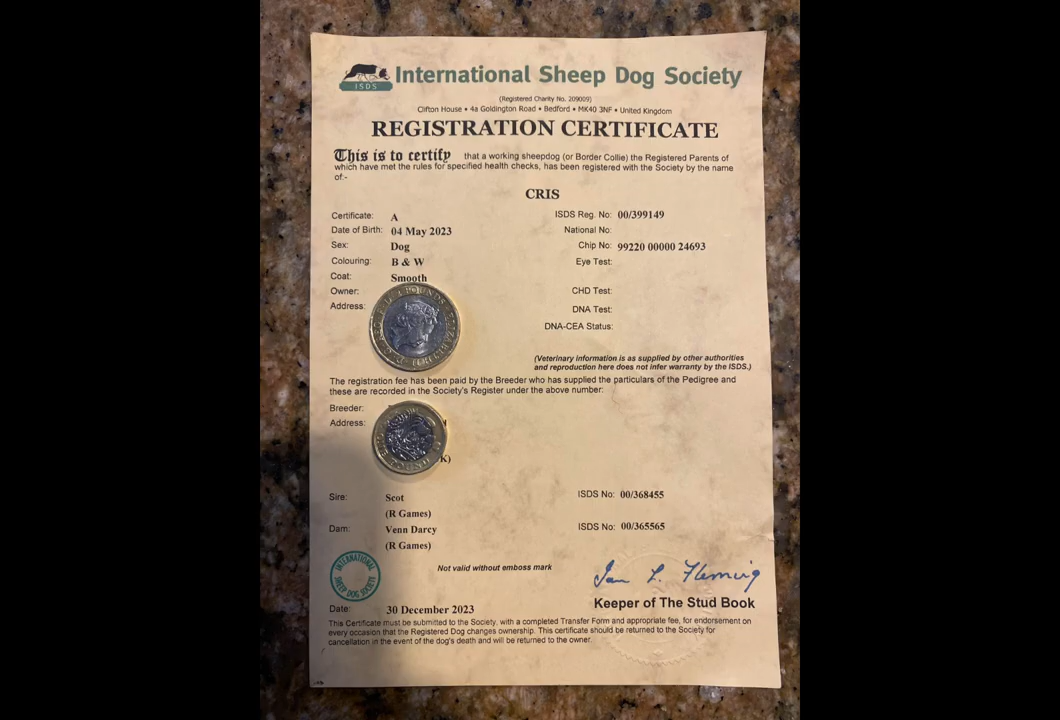 ISDS
International Sheep Dog Society
(Registered Charity No. 209009)
Clifton House • 4a Goldington Road • Bedford • MK40 3NF • United Kingdom
REGISTRATION CERTIFICATE
This is to certify that a working sheepdog (or Border Collie) the Registered Parents of
which have met the rules for specified health checks, has been registered with the Society by the name
of:-
CRIS
Certificate: A
ISDS Reg. No: 00/399149
Date of Birth: 04 May 2023
National No:
Sex: Dog
Chip No: 99220 00000 24693
Colouring: B & W
Eye Test:
Coat: Smooth
Owner:
CHD Test:
Address:
DNA Test:
DNA-CEA Status:
(Veterinary information is as supplied by other authorities
and reproduction here does not infer warranty by the ISDS.)
The registration fee has been paid by the Breeder who has supplied the particulars of the Pedigree and
these are recorded in the Society's Register under the above number:
Breeder:
Address:
K)
Sire: Scot
ISDS No: 00/368455
(R Games)
Dam: Venn Darcy
ISDS No: 00/365565
(R Games)
INTERNATIONAL SHEEP DOG SOCIETY
Not valid without emboss mark
Ian L. Fleming
Keeper of The Stud Book
Date: 30 December 2023
This Certificate must be submitted to the Society, with a completed Transfer Form and appropriate fee, for endorsement on
every occasion that the Registered Dog changes ownership. This certificate should be returned to the Society for
cancellation in the event of the dog's death and will be returned to the owner.